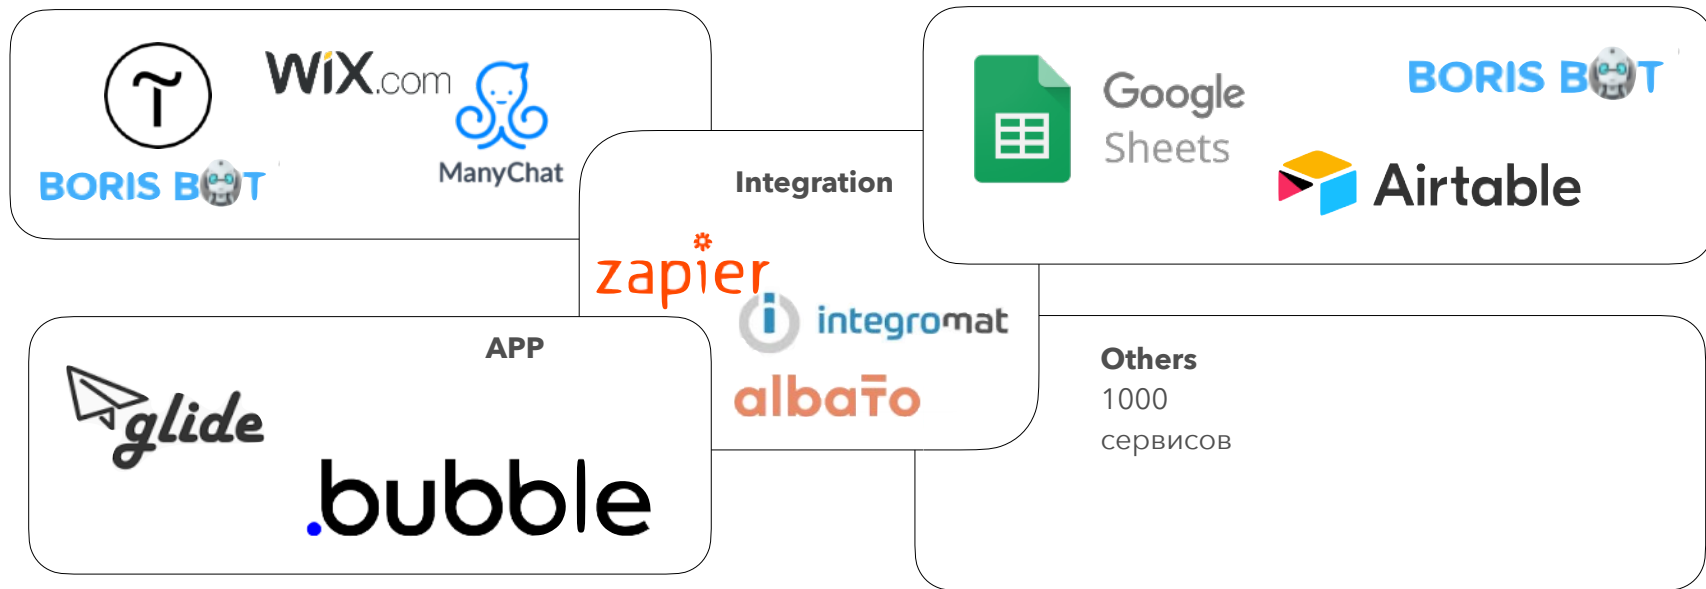 WiX.com
BORIS BOT
ManyChat
Integration
zapier
integromat
albato
Google
Sheets
BORIS BOT
Airtable
APP
glide
.bubble
Others
1000
сервисов